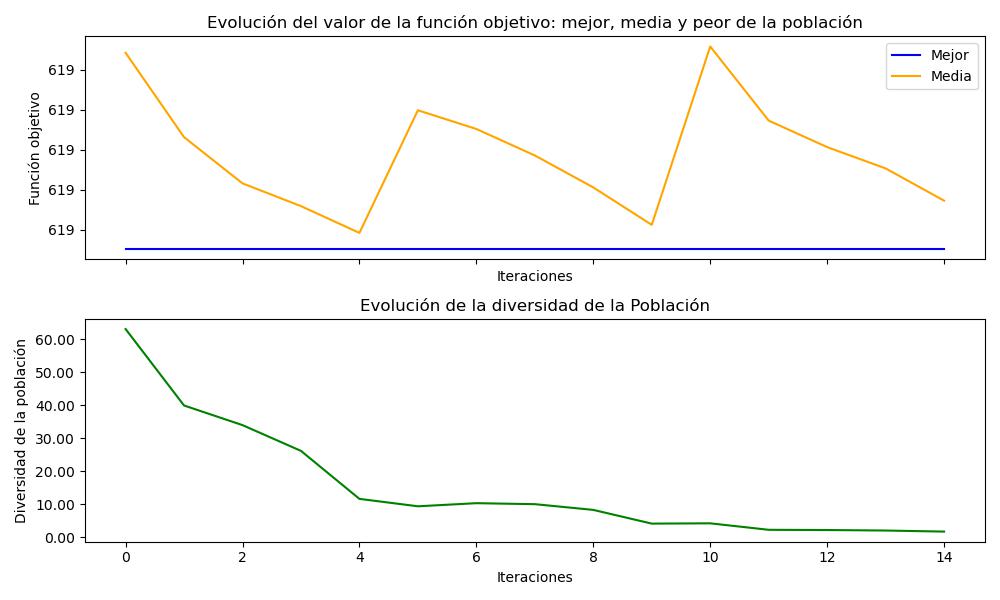 Evolución del valor de la función objetivo: mejor, media y peor de la población
Función objetivo
619
619
619
619
619
Mejor
Media
Iteraciones
Evolución de la diversidad de la Población
Diversidad de la población
60.00
50.00
40.00
30.00
20.00
10.00
0.00
0 2 4 6 8 10 12 14
Iteraciones